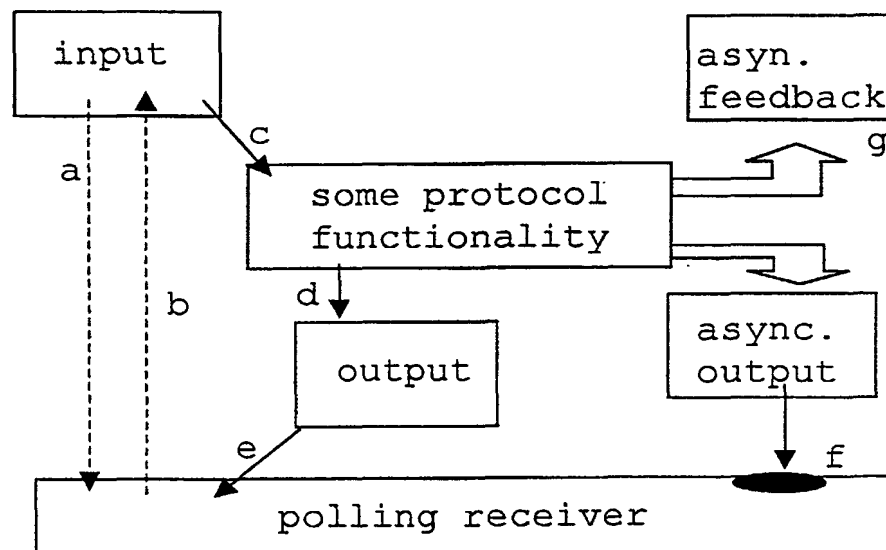 input
asyn.
feedback
c
g
a
some protocol
functionality
d
b
async.
output
output
e
f
polling receiver